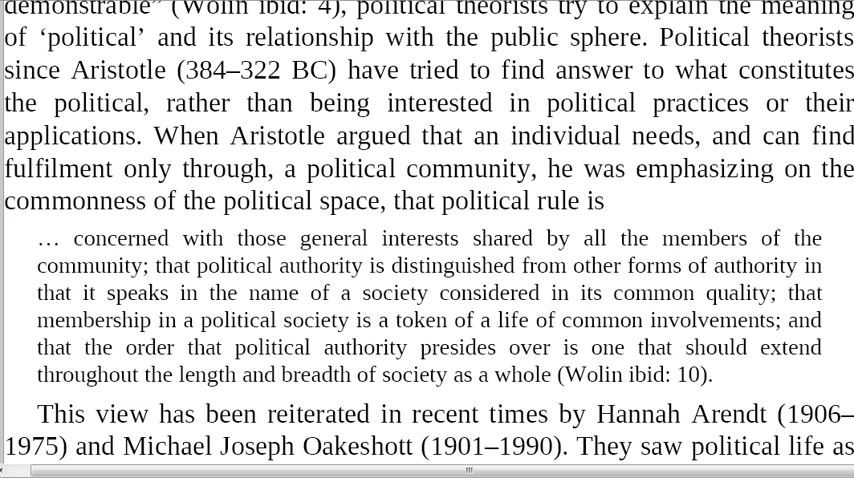 demonstrable” (Wolin ibid: 4), political theorists try to explain the meaning
of ‘political’ and its relationship with the public sphere. Political theorists
since Aristotle (384–322 BC) have tried to find answer to what constitutes
the political, rather than being interested in political practices or their
applications. When Aristotle argued that an individual needs, and can find
fulfilment only through, a political community, he was emphasizing on the
commonness of the political space, that political rule is
… concerned with those general interests shared by all the members of the
community; that political authority is distinguished from other forms of authority in
that it speaks in the name of a society considered in its common quality; that
membership in a political society is a token of a life of common involvements; and
that the order that political authority presides over is one that should extend
throughout the length and breadth of society as a whole (Wolin ibid: 10).
This view has been reiterated in recent times by Hannah Arendt (1906–
1975) and Michael Joseph Oakeshott (1901–1990). They saw political life as